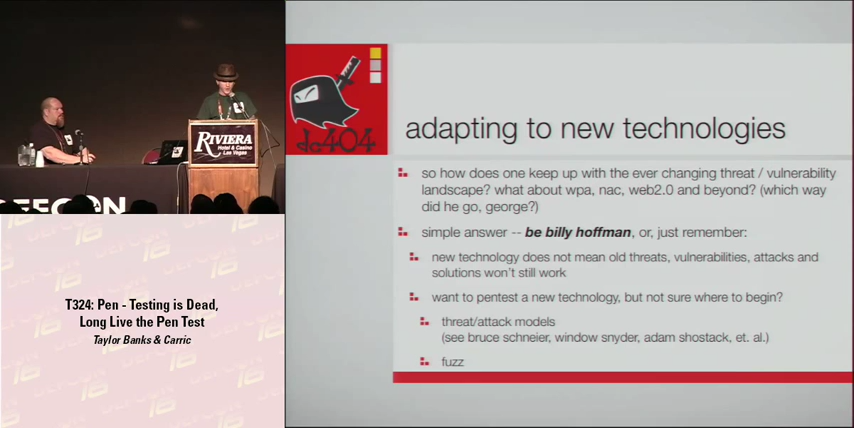 RIVIERA
Hotel & Casino
Las Vegas
DEFCON
T324: Pen - Testing is Dead,
Long Live the Pen Test
Taylor Banks & Carric
dc404
adapting to new technologies
so how does one keep up with the ever changing threat / vulnerability
landscape? what about wpa, nac, web2.0 and beyond? (which way
did he go, george?)
simple answer -- be billy hoffman, or, just remember:
new technology does not mean old threats, vulnerabilities, attacks and
solutions won't still work
want to pentest a new technology, but not sure where to begin?
threat/attack models
(see bruce schneier, window snyder, adam shostack, et. al.)
fuzz